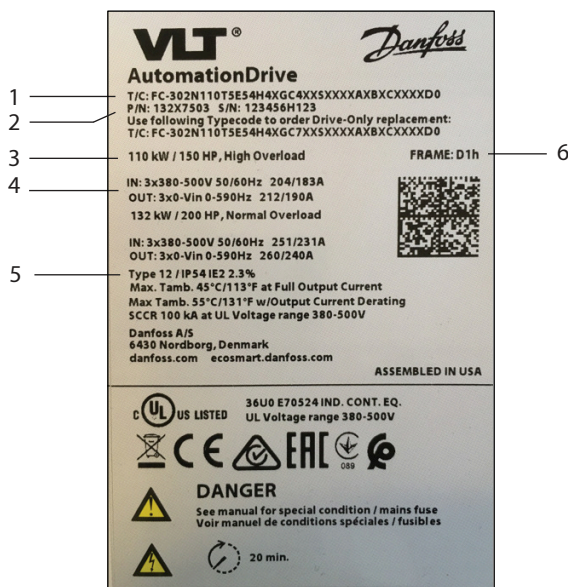 VLT® Danfoss
AutomationDrive
1 T/C: FC-302N110T5E54H4XGC4XXSXXXXAXBXCXXXXD0
2 P/N: 132X7503 S/N: 123456H123
Use following Typecode to order Drive-Only replacement:
T/C: FC-302N110T5E54H4XGC7XXSXXXXAXBXCXXXXD0
3 110 kW / 150 HP, High Overload FRAME: D1h 6
4 IN: 3x380-500V 50/60Hz 204/183A
OUT: 3x0-Vin 0-590Hz 212/190A
132 kW / 200 HP, Normal Overload
IN: 3x380-500V 50/60Hz 251/231A
OUT: 3x0-Vin 0-590Hz 260/240A
5 Type 12 / IP54 IE2 2.3%
Max. Tamb. 45°C/113°F at Full Output Current
Max Tamb. 55°C/131°F w/Output Current Derating
SCCR 100 kA at UL Voltage range 380-500V
Danfoss A/S
6430 Nordborg, Denmark
danfoss.com ecosmart.danfoss.com
ASSEMBLED IN USA
C UL US LISTED 36U0 E70524 IND. CONT. EQ.
UL Voltage range 380-500V
CE EAC 089
DANGER
See manual for special condition / mains fuse
Voir manuel de conditions spéciales / fusibles
20 min.